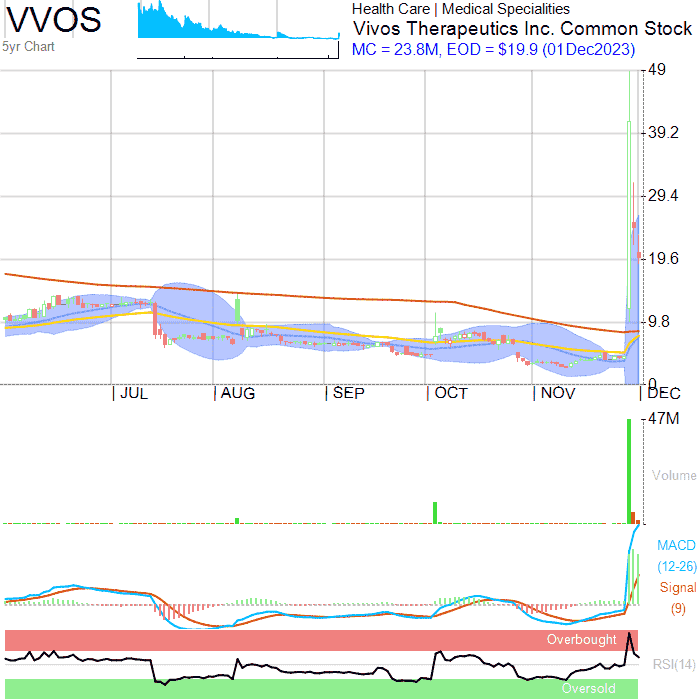 VVOS
5yr Chart
Health Care | Medical Specialities
Vivos Therapeutics Inc. Common Stock
MC = 23.8M, EOD = $19.9 (01Dec2023)
49
39.2
29.4
19.6
9.8
0
JUL AUG SEP OCT NOV DEC
47M
Volume
MACD
(12-26)
Signal
(9)
Overbought
RSI(14)
Oversold